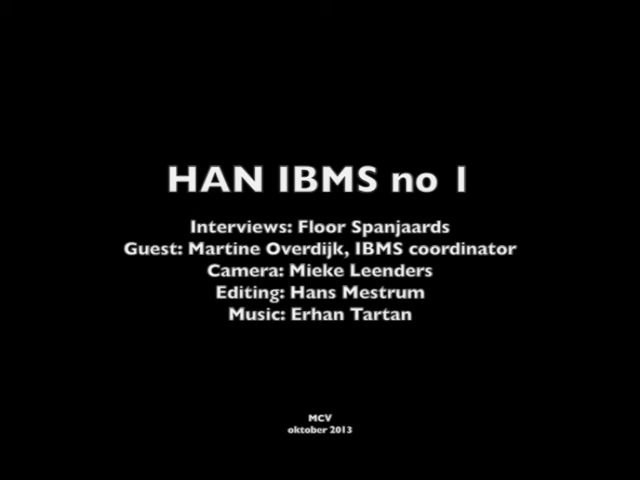 HAN IBMS no 1
Interviews: Floor Spanjaards
Guest: Martine Overdijk, IBMS coordinator
Camera: Mieke Leenders
Editing: Hans Mestrum
Music: Erhan Tartan
MCV
oktober 2013